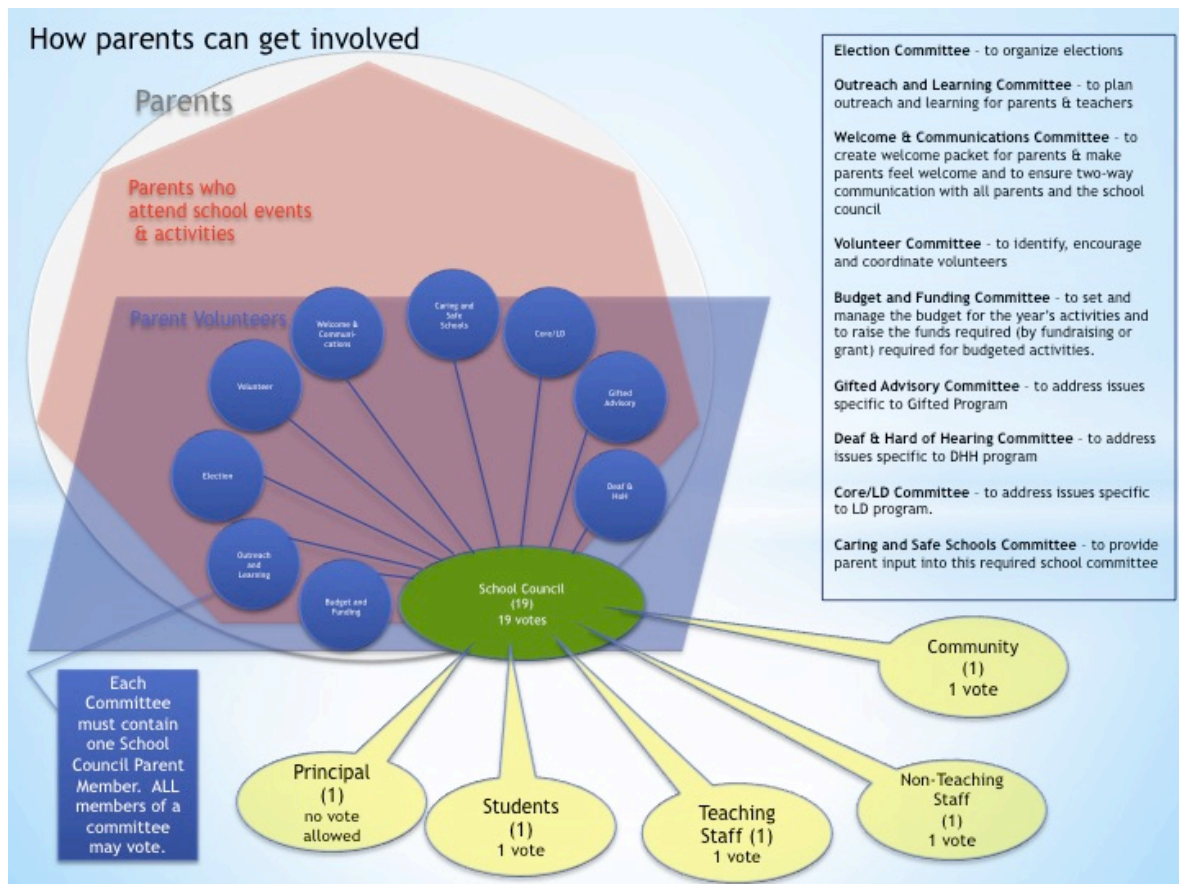 How parents can get involved
Parents
Parents who
attend school events
& activities
Parent Volunteers
Welcome &
Communi-
cations
Caring and
Safe
Schools
Core/LD
Volunteer
Gifted
Advisory
Election
Deaf &
HoH
Outreach
and
Learning
Budget and
Funding
School Council
(19)
19 votes
Each
Committee
must contain
one School
Council Parent
Member. ALL
members of a
committee
may vote.
Principal
(1)
no vote
allowed
Students
(1)
1 vote
Teaching
Staff (1)
1 vote
Non-Teaching
Staff
(1)
1 vote
Community
(1)
1 vote
Election Committee - to organize elections
Outreach and Learning Committee - to plan
outreach and learning for parents & teachers
Welcome & Communications Committee - to
create welcome packet for parents & make
parents feel welcome and to ensure two-way
communication with all parents and the school
council
Volunteer Committee - to identify, encourage
and coordinate volunteers
Budget and Funding Committee - to set and
manage the budget for the year's activities and
to raise the funds required (by fundraising or
grant) required for budgeted activities.
Gifted Advisory Committee - to address issues
specific to Gifted Program
Deaf & Hard of Hearing Committee - to address
issues specific to DHH program
Core/LD Committee - to address issues specific
to LD program.
Caring and Safe Schools Committee - to provide
parent input into this required school committee